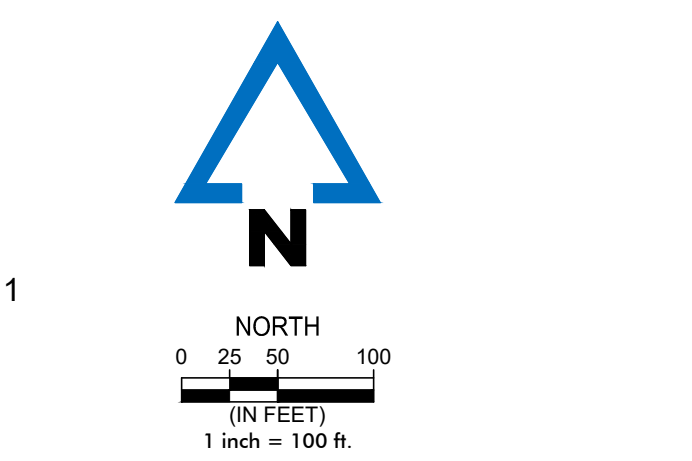 N
1
NORTH
0 25 50 100
(IN FEET)
1 inch = 100 ft.